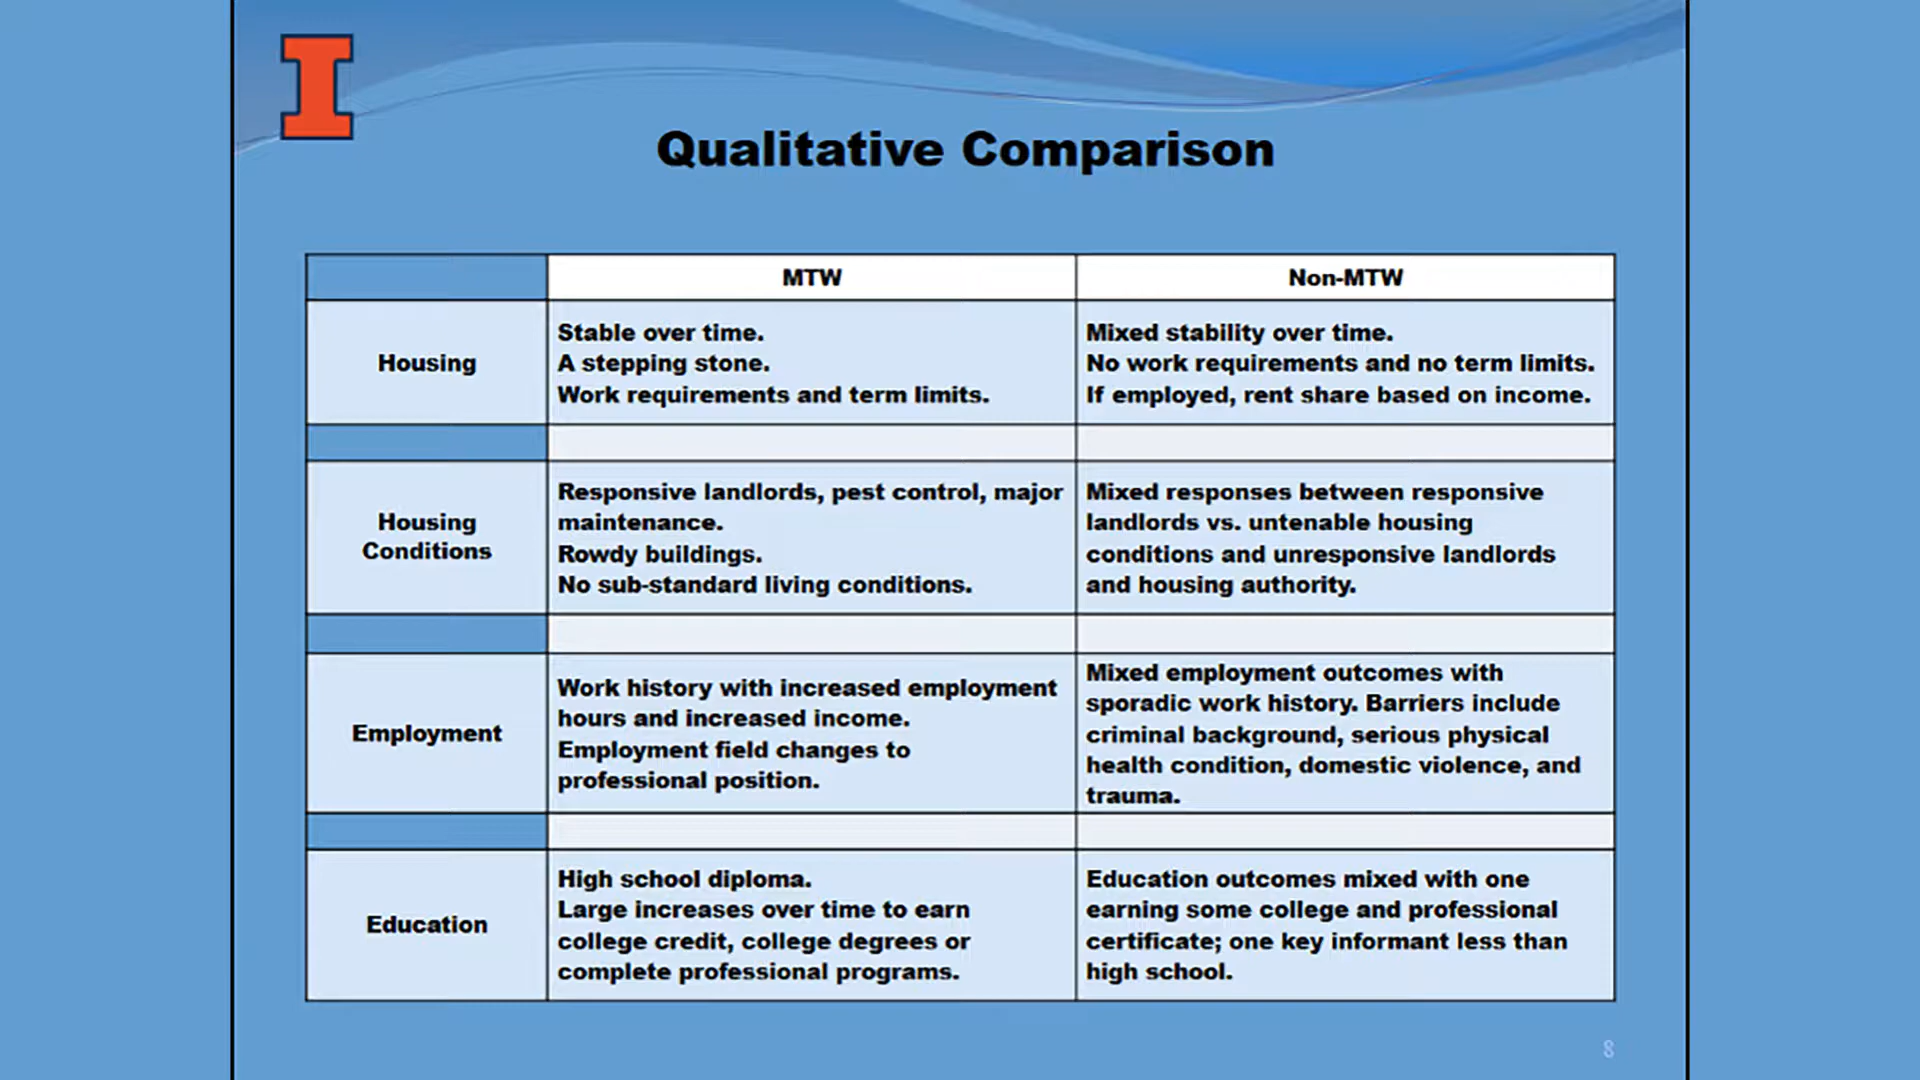 I
Qualitative Comparison
MTW
Non-MTW
Housing
Stable over time.
A stepping stone.
Work requirements and term limits.
Mixed stability over time.
No work requirements and no term limits.
If employed, rent share based on income.
Housing
Conditions
Responsive landlords, pest control, major
maintenance.
Rowdy buildings.
No sub-standard living conditions.
Mixed responses between responsive
landlords vs. untenable housing
conditions and unresponsive landlords
and housing authority.
Employment
Work history with increased employment
hours and increased income.
Employment field changes to
professional position.
Mixed employment outcomes with
sporadic work history. Barriers include
criminal background, serious physical
health condition, domestic violence, and
trauma.
Education
High school diploma.
Large increases over time to earn
college credit, college degrees or
complete professional programs.
Education outcomes mixed with one
earning some college and professional
certificate; one key informant less than
high school.
8